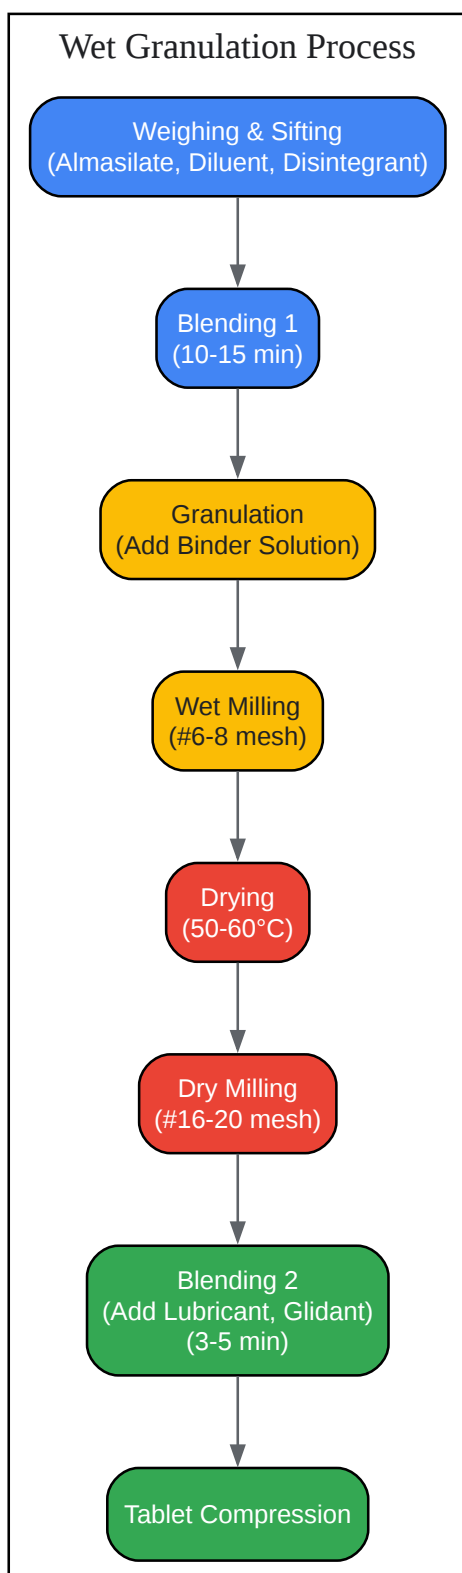 Wet Granulation Process
Weighing & Sifting
(Almasilate, Diluent, Disintegrant)
Blending 1
(10-15 min)
Granulation
(Add Binder Solution)
Wet Milling
(#6-8 mesh)
Drying
(50-60°C)
Dry Milling
(#16-20 mesh)
Blending 2
(Add Lubricant, Glidant)
(3-5 min)
Tablet Compression